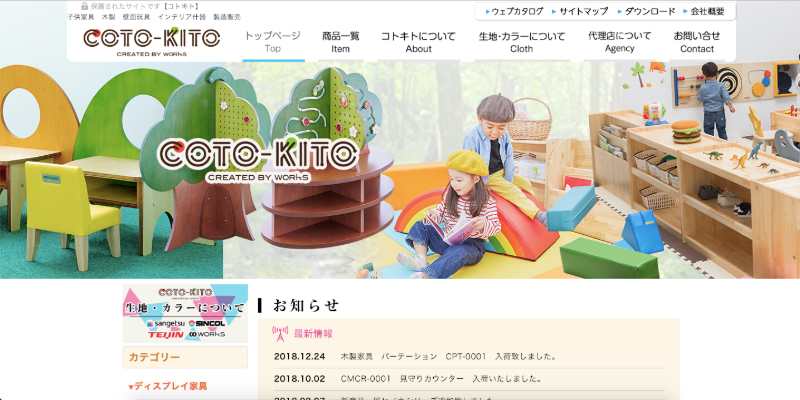 保護されたサイトです【コトキト】
子供家具　木製　壁面玩具　インテリア什器　製造販売
ウェブカタログ
サイトマップ
ダウンロード
会社概要
COTO-KITO
CREATED BY WORKS
トップページ
Top
商品一覧
Item
コトキトについて
About
生地・カラーについて
Cloth
代理店について
Agency
お問い合せ
Contact
COTO-KITO
CREATED BY WORKS
COTO-KITO
生地・カラーについて
sangetsu SINCOL
TEIJIN WORKS
お知らせ
最新情報
カテゴリー
2018.12.24 木製家具　パーテーション　CPT-0001　入荷致しました。
▼ディスプレイ家具
2018.10.02 CMCR-0001　見守りカウンター　入荷いたしました。